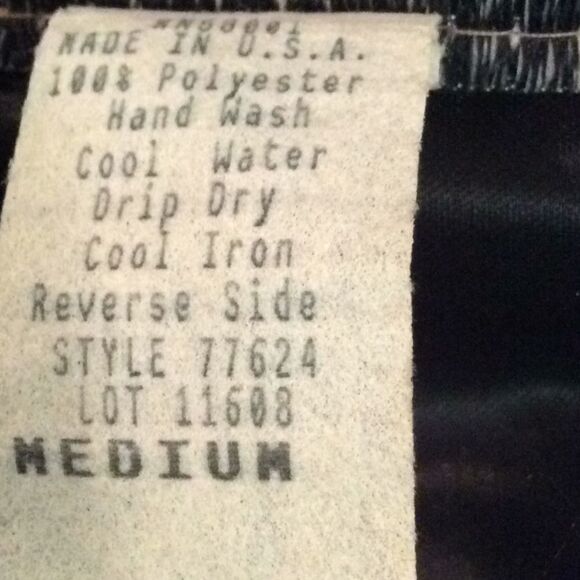 MADE IN U.S.A.
100% Polyester
Hand Wash
Cool Water
Drip Dry
Cool Iron
Reverse Side
STYLE 77624
LOT 11608
MEDIUM